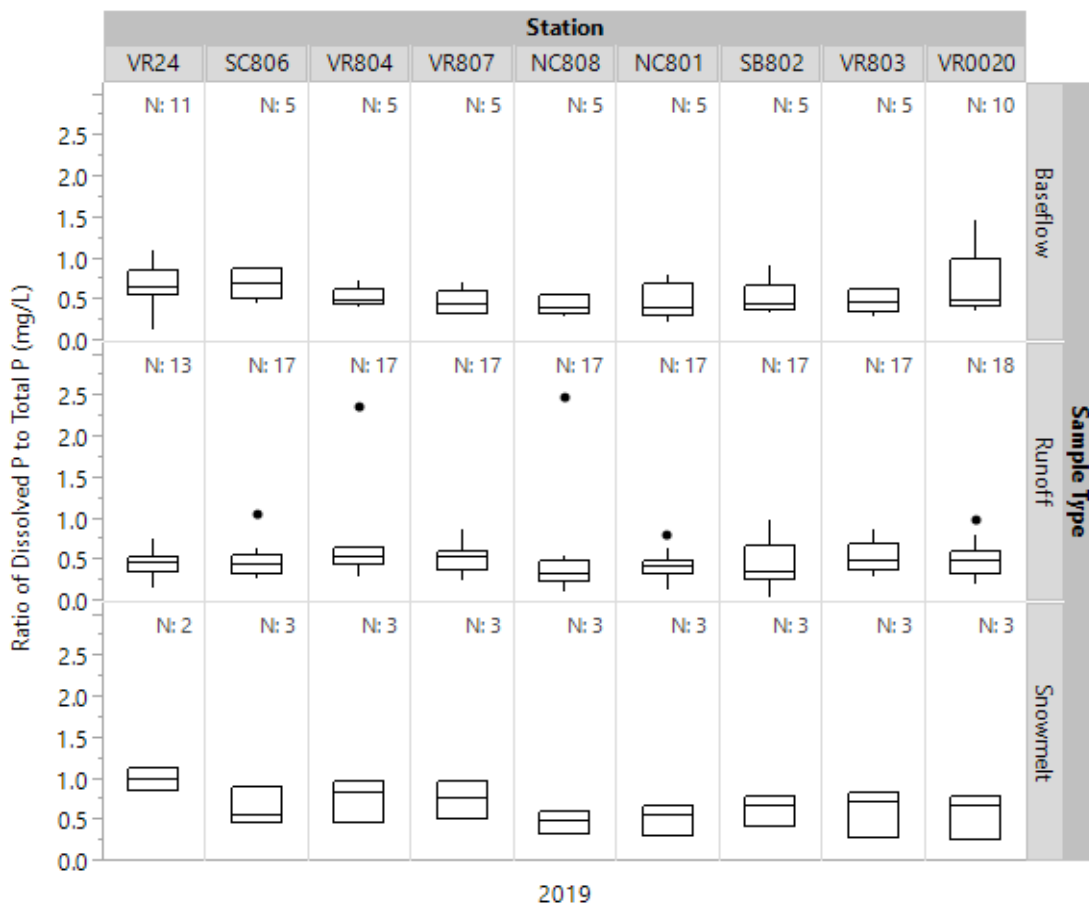 Station
VR24 SC806 VR804 VR807 NC808 NC801 SB802 VR803 VR0020
N: 11 N: 5 N: 5 N: 5 N: 5 N: 5 N: 5 N: 5 N: 10
2.5
2.0
1.5
1.0
0.5
0.0
Baseflow
N: 13 N: 17 N: 17 N: 17 N: 17 N: 17 N: 17 N: 17 N: 18
2.5
2.0
1.5
1.0
0.5
0.0
Runoff
N: 2 N: 3 N: 3 N: 3 N: 3 N: 3 N: 3 N: 3 N: 3
2.5
2.0
1.5
1.0
0.5
0.0
Snowmelt
Sample Type
Ratio of Dissolved P to Total P (mg/L)
2019